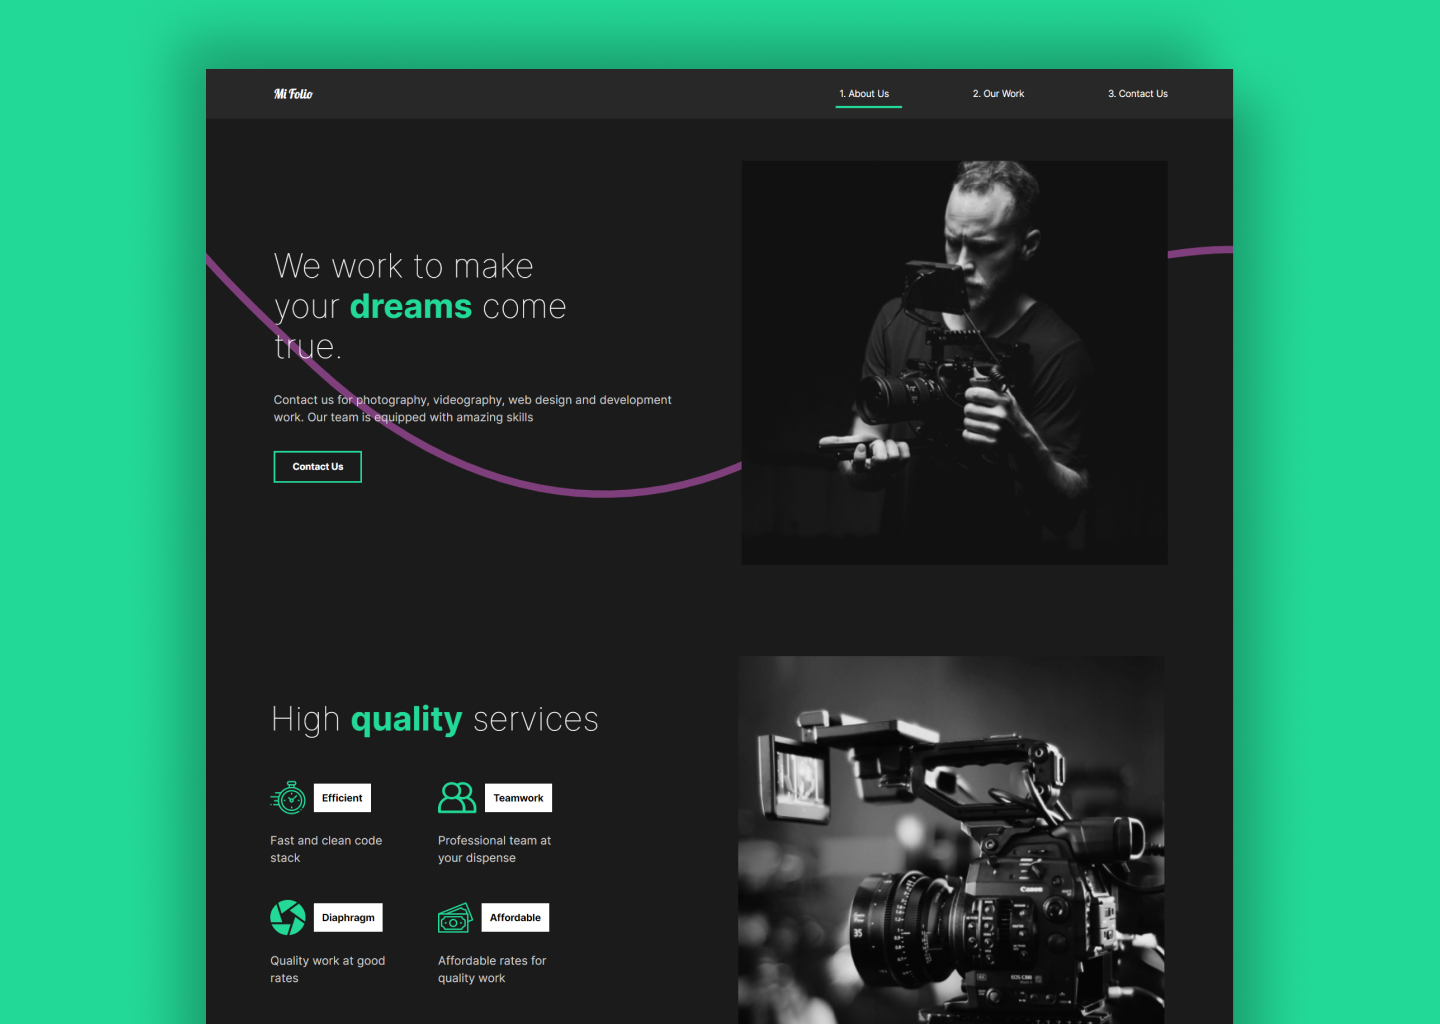 Mi Folio
1. About Us
2. Our Work
3. Contact Us
We work to make
your dreams come
true.
Contact us for photography, videography, web design and development
work. Our team is equipped with amazing skills
Contact Us
High quality services
Efficient
Teamwork
Fast and clean code
stack
Professional team at
your dispense
Diaphragm
Affordable
Quality work at good
rates
Affordable rates for
quality work
35
Canon